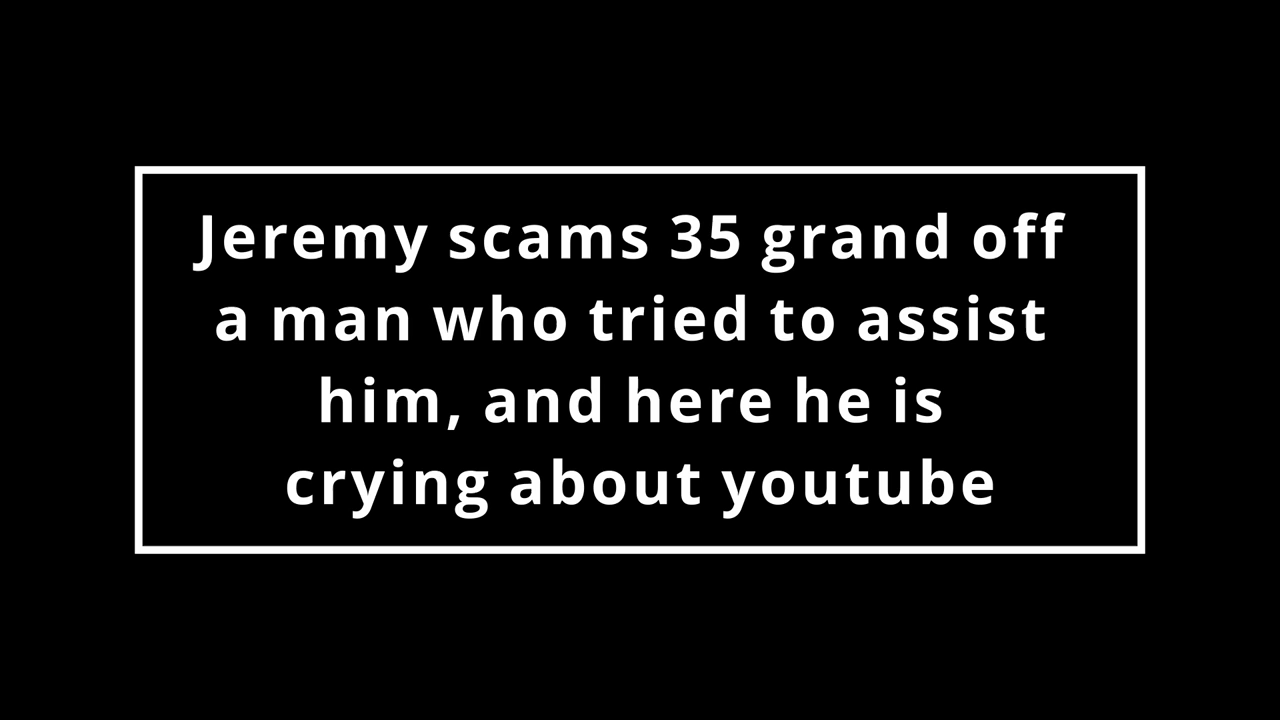 Jeremy scams 35 grand off
a man who tried to assist
him, and here he is
crying about youtube